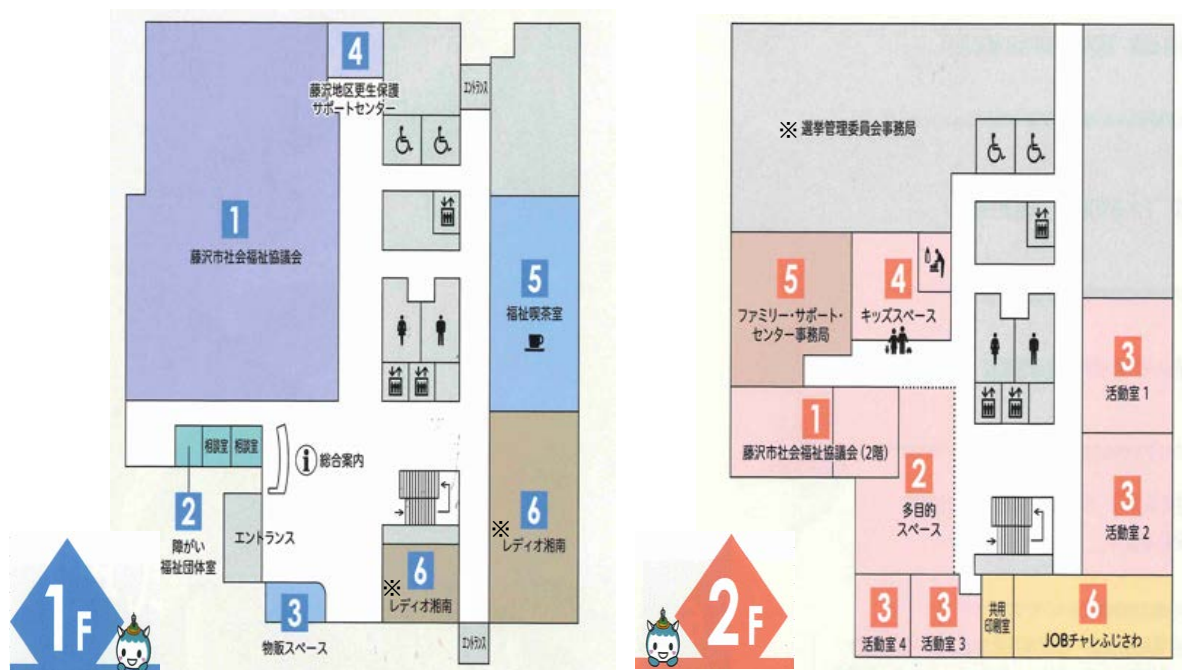 4
藤沢地区更生保護
サポートセンター
エントランス
1
藤沢市社会福祉協議会
5
福祉喫茶室
相談室
相談室
i 総合案内
2
障がい
福祉団体室
エントランス
※
6
レディオ湘南
※
6
レディオ湘南
3
物販スペース
エントランス
1F
※選挙管理委員会事務局
5
ファミリー・サポート・
センター事務局
4
キッズスペース
3
活動室 1
1
藤沢市社会福祉協議会(2階)
2
多目的
スペース
3
活動室 2
3
活動室 4
3
活動室 3
共用
印刷室
6
JOBチャレふじさわ
2F